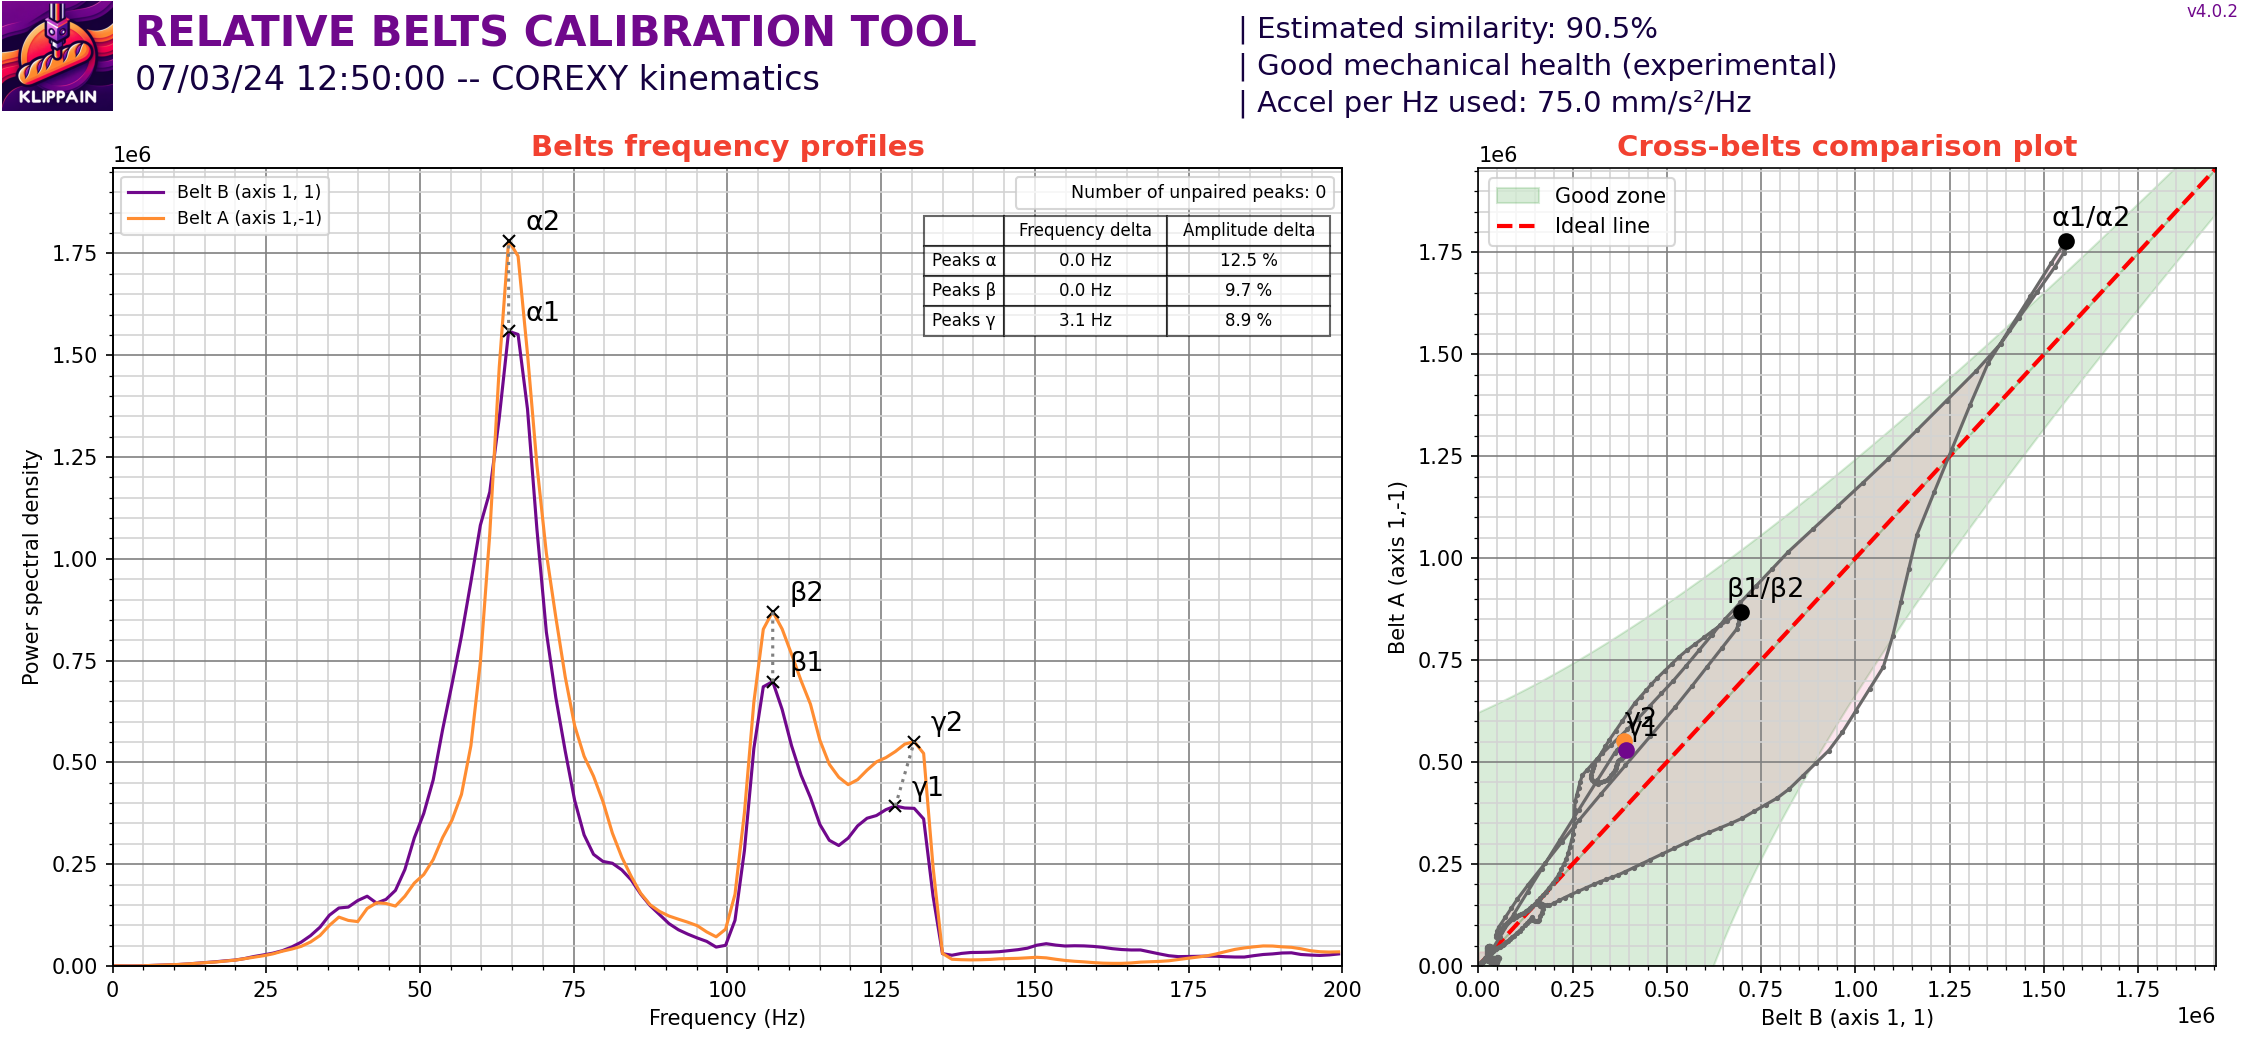 KLIPPAIN
RELATIVE BELTS CALIBRATION TOOL
07/03/24 12:50:00 -- COREXY kinematics
| Estimated similarity: 90.5%
| Good mechanical health (experimental)
| Accel per Hz used: 75.0 mm/s²/Hz
v4.0.2
Belts frequency profiles
1e6
Belt B (axis 1, 1)
Belt A (axis 1,-1)
Number of unpaired peaks: 0
Frequency delta Amplitude delta
Peaks α 0.0 Hz 12.5 %
Peaks β 0.0 Hz 9.7 %
Peaks γ 3.1 Hz 8.9 %
α2
α1
β2
β1
γ2
γ1
1.75
1.50
1.25
1.00
0.75
0.50
0.25
0.00
Power spectral density
0 25 50 75 100 125 150 175 200
Frequency (Hz)
Cross-belts comparison plot
1e6
Good zone
Ideal line
α1/α2
β1/β2
γ2
γ1
1.75
1.50
1.25
1.00
0.75
0.50
0.25
0.00
Belt A (axis 1,-1)
0.00 0.25 0.50 0.75 1.00 1.25 1.50 1.75
Belt B (axis 1, 1)
1e6